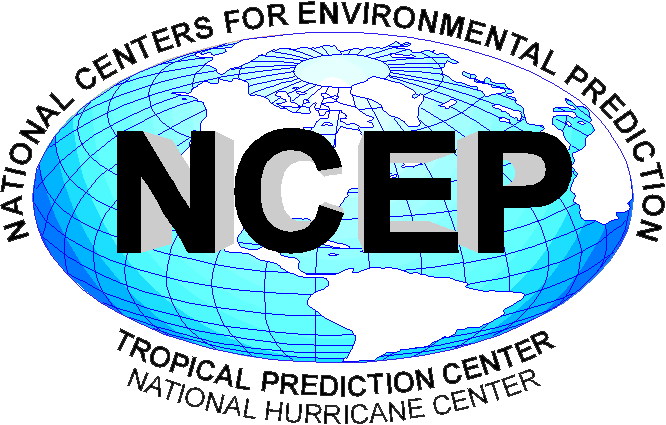 NATIONAL CENTERS FOR ENVIRONMENTAL PREDICTION
NCEP
TROPICAL PREDICTION CENTER
NATIONAL HURRICANE CENTER